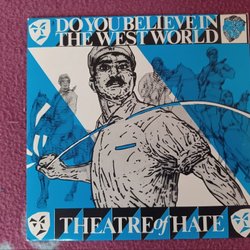 DO YOU BELIEVE IN
THE WEST WORLD
THEATRE of HATE